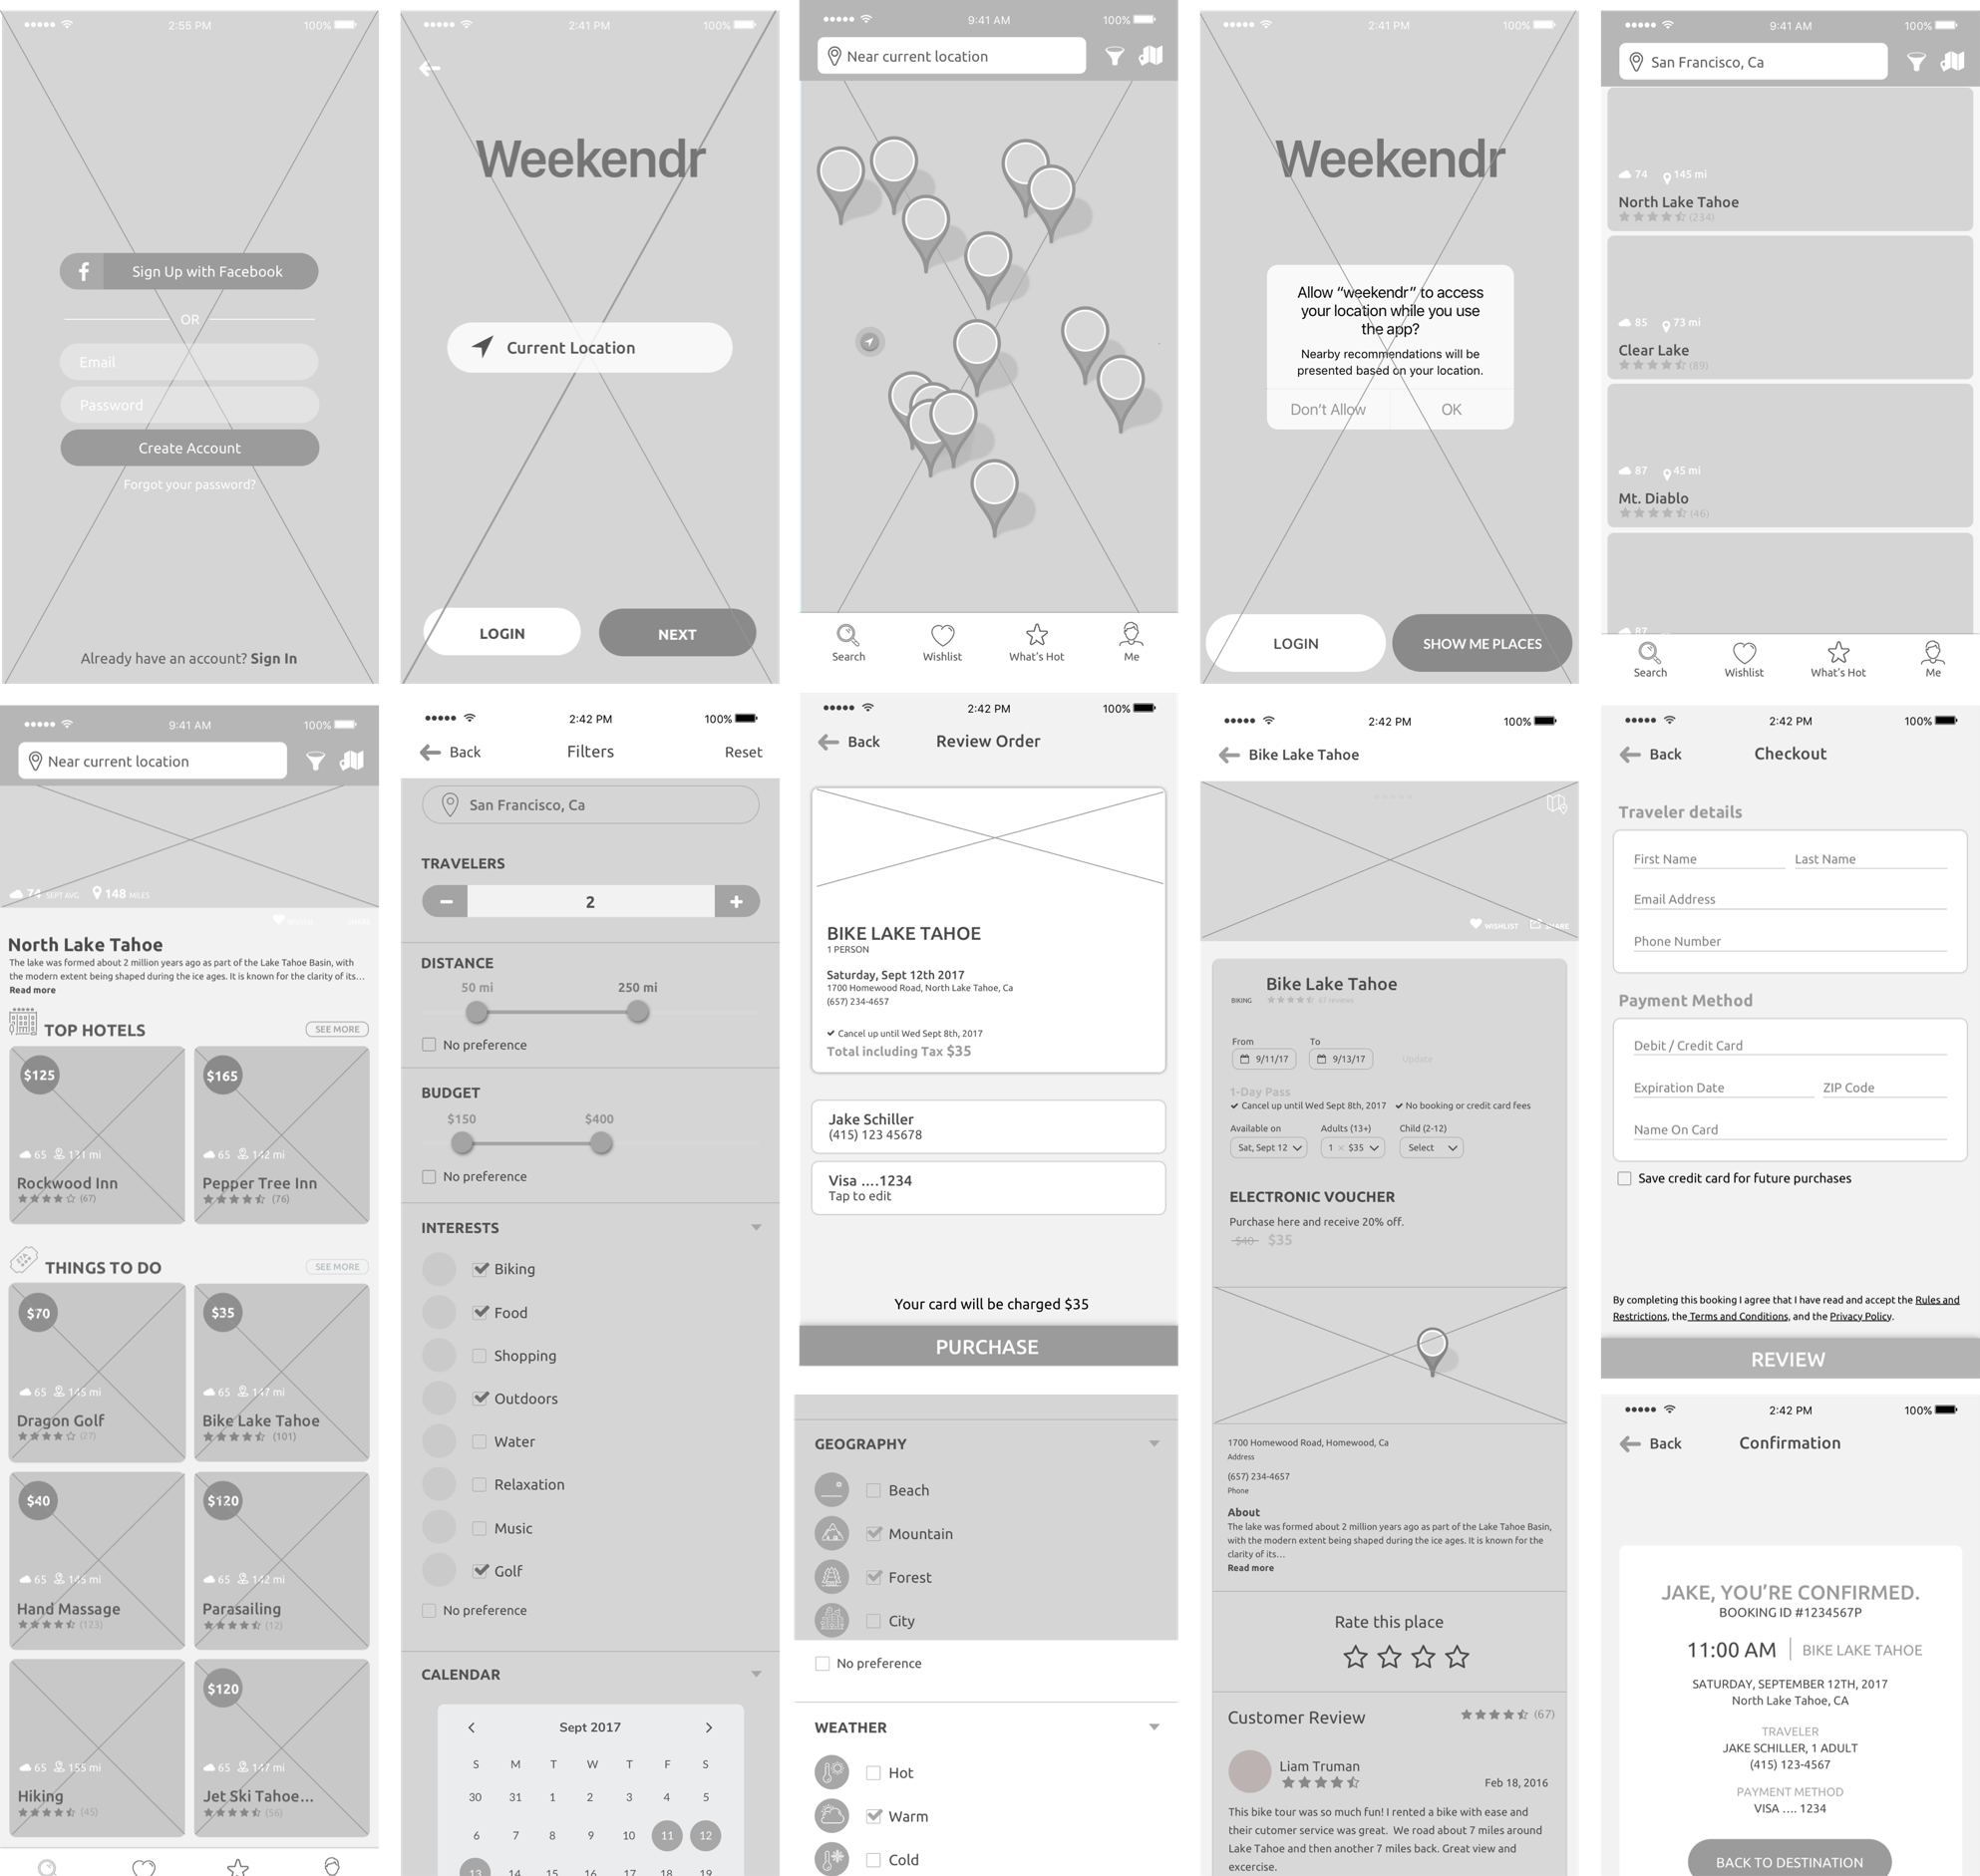 2:55 PM
100%
Sign Up with Facebook
OR
Email
Password
Create Account
Forgot your password?
Already have an account? Sign In
2:41 PM
100%
Weekendr
Current Location
LOGIN
NEXT
9:41 AM
100%
Near current location
Search
Wishlist
What's Hot
Me
2:41 PM
100%
Weekendr
Allow “weekendr” to access
your location while you use
the app?
Nearby recommendations will be
presented based on your location.
Don't Allow
OK
LOGIN
SHOW ME PLACES
9:41 AM
100%
San Francisco, Ca
74 145 mi
North Lake Tahoe
(234)
85 73 mi
Clear Lake
(89)
87 45 mi
Mt. Diablo
(46)
87
Search
Wishlist
What's Hot
Me
9:41 AM
100%
Near current location
74 SEPT AVG. 148 MILES
North Lake Tahoe
The lake was formed about 2 million years ago as part of the Lake Tahoe Basin, with
the modern extent being shaped during the ice ages. It is known for the clarity of its...
Read more
TOP HOTELS
SEE MORE
$125
65 131 mi
Rockwood Inn
(67)
$165
65 142 mi
Pepper Tree Inn
(76)
THINGS TO DO
SEE MORE
$70
65 145 mi
Dragon Golf
(27)
$35
65 147 mi
Bike Lake Tahoe
(101)
$40
65 145 mi
Hand Massage
(123)
$120
65 142 mi
Parasailing
(12)
65 155 mi
Hiking
(45)
$120
65 147 mi
Jet Ski Tahoe...
(56)
2:42 PM
100%
Back
Filters
Reset
San Francisco, Ca
TRAVELERS
2
DISTANCE
50 mi
250 mi
No preference
BUDGET
$150
$400
No preference
INTERESTS
Biking
Food
Shopping
Outdoors
Water
Relaxation
Music
Golf
No preference
CALENDAR
Sept 2017
S M T W T F S
30 31 1 2 3 4 5
6 7 8 9 10 11 12
13 14 15 16 17 18 19
2:42 PM
100%
Back
Review Order
BIKE LAKE TAHOE
1 PERSON
Saturday, Sept 12th 2017
1700 Homewood Road, North Lake Tahoe, Ca
(657) 234-4657
Cancel up until Wed Sept 8th, 2017
Total including Tax $35
Jake Schiller
(415) 123 45678
Visa ....1234
Tap to edit
Your card will be charged $35
PURCHASE
GEOGRAPHY
Beach
Mountain
Forest
City
No preference
WEATHER
Hot
Warm
Cold
2:42 PM
100%
Bike Lake Tahoe
WISHLIST
SHARE
Bike Lake Tahoe
BIKING
67 reviews
From
To
9/11/17
9/13/17
Update
1-Day Pass
Cancel up until Wed Sept 8th, 2017
No booking or credit card fees
Available on
Adults (13+)
Child (2-12)
Sat, Sept 12
1 × $35
Select
ELECTRONIC VOUCHER
Purchase here and receive 20% off.
$40 $35
1700 Homewood Road, Homewood, Ca
Address
(657) 234-4657
Phone
About
The lake was formed about 2 million years ago as part of the Lake Tahoe Basin,
with the modern extent being shaped during the ice ages. It is known for the
clarity of its...
Read more
Rate this place
Customer Review
(67)
Liam Truman
Feb 18, 2016
This bike tour was so much fun! I rented a bike with ease and
their cutomer service was great. We road about 7 miles around
Lake Tahoe and then another 7 miles back. Great view and
excercise.
2:42 PM
100%
Back
Checkout
Traveler details
First Name
Last Name
Email Address
Phone Number
Payment Method
Debit / Credit Card
Expiration Date
ZIP Code
Name On Card
Save credit card for future purchases
By completing this booking I agree that I have read and accept the Rules and
Restrictions, the Terms and Conditions, and the Privacy Policy.
REVIEW
2:42 PM
100%
Back
Confirmation
JAKE, YOU'RE CONFIRMED.
BOOKING ID #1234567P
11:00 AM
BIKE LAKE TAHOE
SATURDAY, SEPTEMBER 12TH, 2017
North Lake Tahoe, CA
TRAVELER
JAKE SCHILLER, 1 ADULT
(415) 123-4567
PAYMENT METHOD
VISA .... 1234
BACK TO DESTINATION